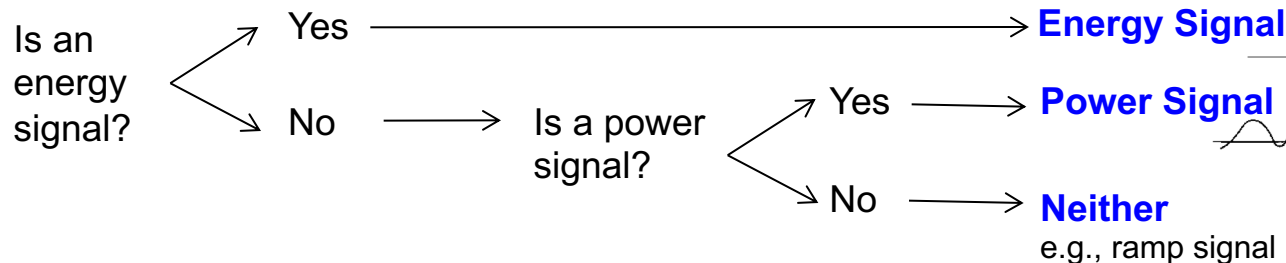 Is an
energy
signal?
Yes
Energy Signal
No
Is a power
signal?
Yes
Power Signal
No
Neither
e.g., ramp signal